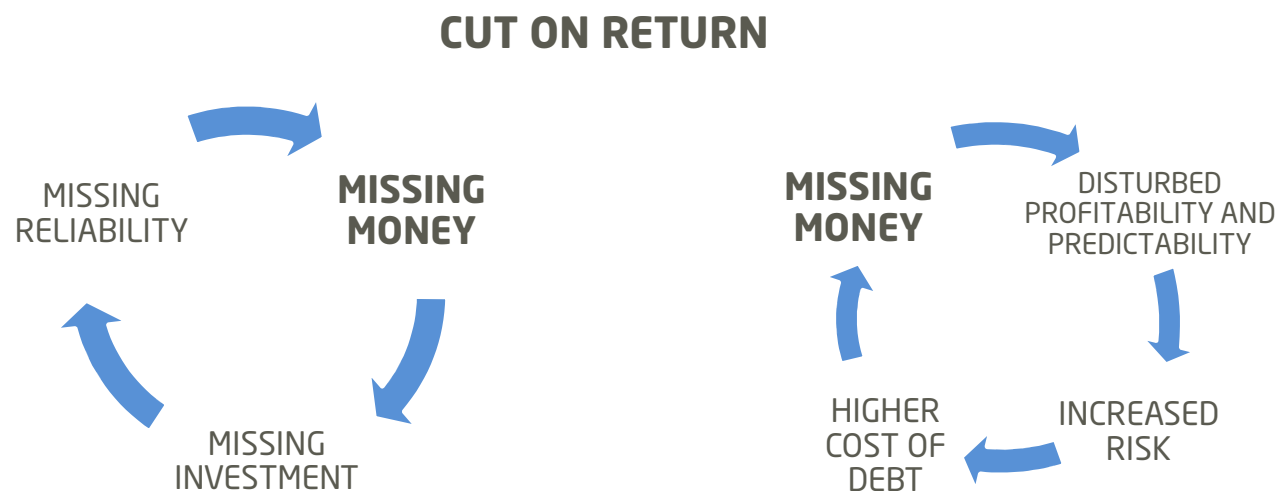 CUT ON RETURN
MISSING
RELIABILITY
MISSING
MONEY
MISSING
INVESTMENT
MISSING
MONEY
DISTURBED
PROFITABILITY AND
PREDICTABILITY
INCREASED
RISK
HIGHER
COST OF
DEBT